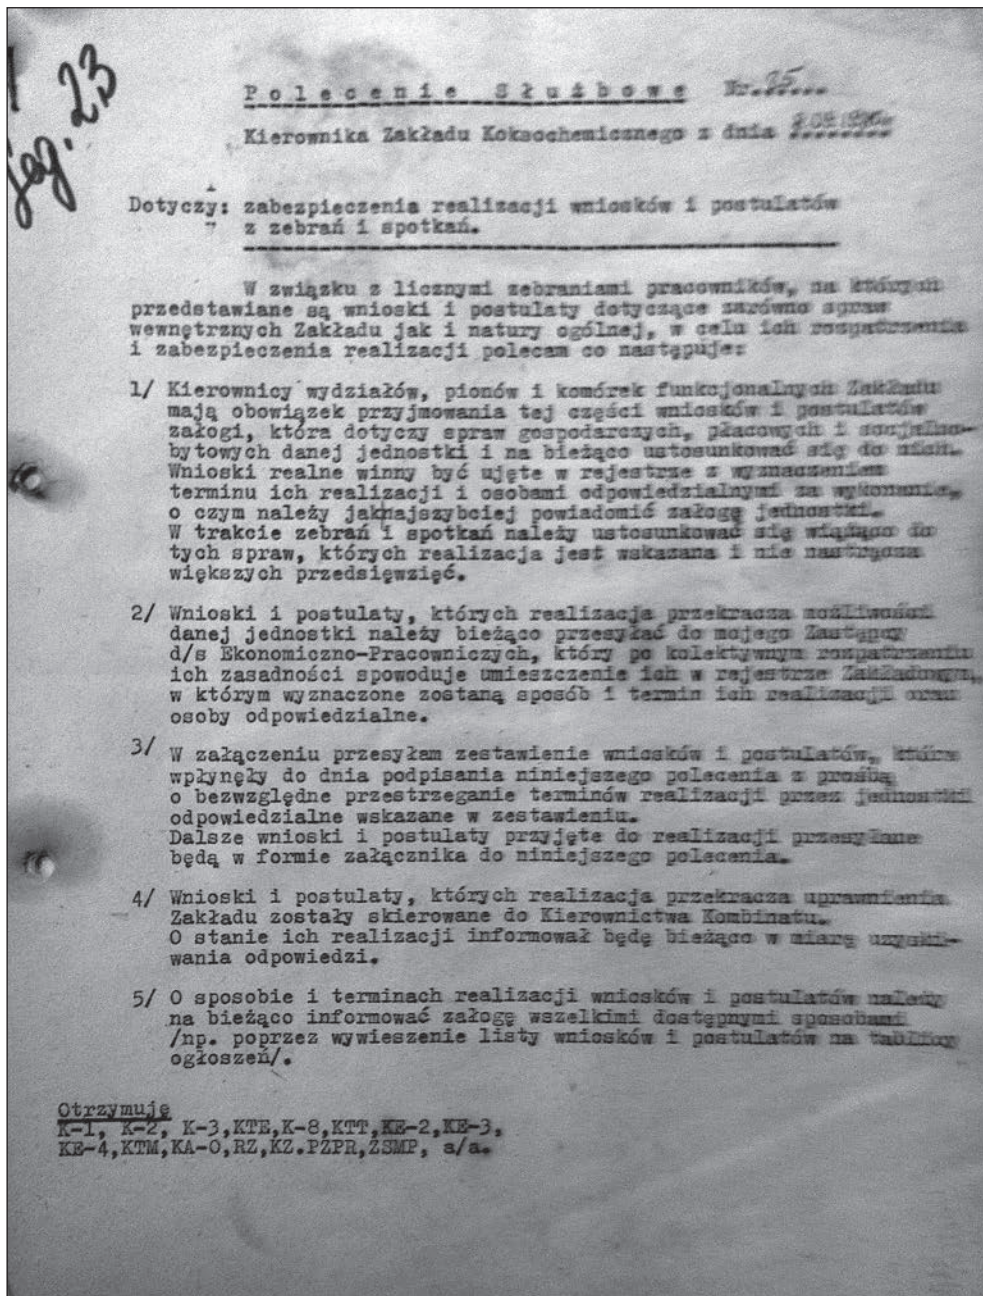 jag. 23
Polecenie Służbowe Nr. 25
Kierownika Zakładu Koksochemicznego z dnia
Dotyczy: zabezpieczenia realizacji wniosków i postulatów
z zebrań i spotkań.
W związku z licznymi zebraniami pracowników, na których
przedstawiane są wnioski i postulaty dotyczące zarówno spraw
wewnętrznych Zakładu jak i natury ogólnej, w celu ich rozpatrzenia
i zabezpieczenia realizacji polecam co następuje:
1/ Kierownicy wydziałów, pionów i komórek funkcjonalnych Zakładu
mają obowiązek przyjmowania tej części wniosków i postulatów
załogi, która dotyczy spraw gospodarczych, płacowych i socjalno-
bytowych danej jednostki i na bieżąco ustosunkować się do nich.
Wnioski realne winny być ujęte w rejestrze z wyznaczeniem
terminu ich realizacji i osobami odpowiedzialnymi za wykonanie,
o czym należy jaknajszybciej powiadomić załogę jednostki.
W trakcie zebrań i spotkań należy ustosunkować się wiążąco do
tych spraw, których realizacja jest wskazana i nie nastręcza
większych przedsięwzięć.
2/ Wnioski i postulaty, których realizacja przekracza możliwości
danej jednostki należy bieżąco przesyłać do mojego Zastępcy
d/s Ekonomiczno-Pracowniczych, który po kolektywnym rozpatrzeniu
ich zasadności spowoduje umieszczenie ich w rejestrze Zakładowym,
w którym wyznaczone zostaną sposób i termin ich realizacji oraz
osoby odpowiedzialne.
3/ W załączeniu przesyłam zestawienie wniosków i postulatów, które
wpłynęły do dnia podpisania niniejszego polecenia z prośbą
o bezwzględne przestrzeganie terminów realizacji przez jednostki
odpowiedzialne wskazane w zestawieniu.
Dalsze wnioski i postulaty przyjęte do realizacji przesyłane
będą w formie załącznika do niniejszego polecenia.
4/ Wnioski i postulaty, których realizacja przekracza uprawnienia
Zakładu zostały skierowane do Kierownictwa Kombinatu.
O stanie ich realizacji informował będę bieżąco w miarę uzyski-
wania odpowiedzi.
5/ O sposobie i terminach realizacji wniosków i postulatów należy
na bieżąco informować załogę wszelkimi dostępnymi sposobami
/np. poprzez wywieszenie listy wniosków i postulatów na tablicy
ogłoszeń/.
Otrzymują
K-1, K-2, K-3,KTE,K-8,KTT,KE-2,KE-3,
KE-4,KTM,KA-O,RZ,KZ.PZPR,ZSMP, a/a.